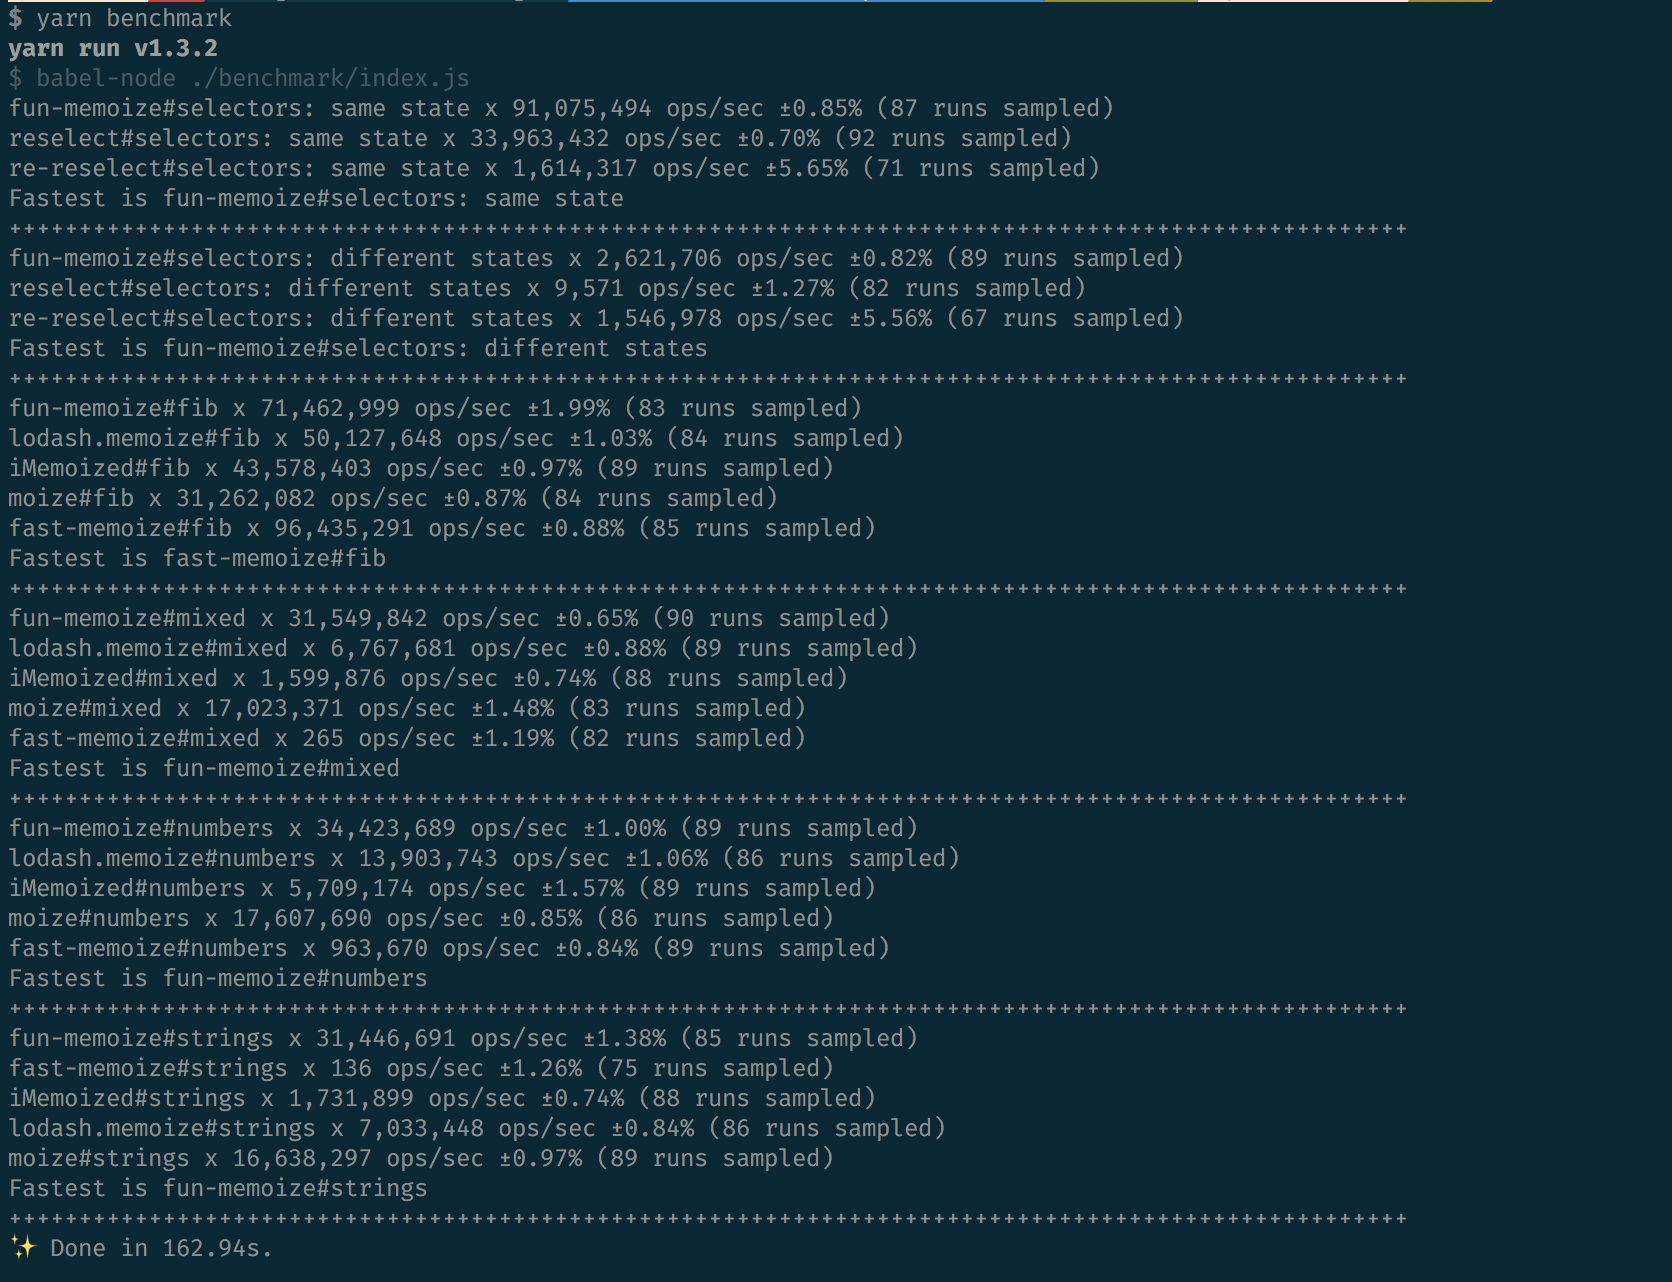 $ yarn benchmark
yarn run v1.3.2
$ babel-node ./benchmark/index.js
fun-memoize#selectors: same state x 91,075,494 ops/sec ±0.85% (87 runs sampled)
reselect#selectors: same state x 33,963,432 ops/sec ±0.70% (92 runs sampled)
re-reselect#selectors: same state x 1,614,317 ops/sec ±5.65% (71 runs sampled)
Fastest is fun-memoize#selectors: same state
++++++++++++++++++++++++++++++++++++++++++++++++++++++++++++++++++++++++++++++++++++++++++++++++++++
fun-memoize#selectors: different states x 2,621,706 ops/sec ±0.82% (89 runs sampled)
reselect#selectors: different states x 9,571 ops/sec ±1.27% (82 runs sampled)
re-reselect#selectors: different states x 1,546,978 ops/sec ±5.56% (67 runs sampled)
Fastest is fun-memoize#selectors: different states
++++++++++++++++++++++++++++++++++++++++++++++++++++++++++++++++++++++++++++++++++++++++++++++++++++
fun-memoize#fib x 71,462,999 ops/sec ±1.99% (83 runs sampled)
lodash.memoize#fib x 50,127,648 ops/sec ±1.03% (84 runs sampled)
iMemoized#fib x 43,578,403 ops/sec ±0.97% (89 runs sampled)
moize#fib x 31,262,082 ops/sec ±0.87% (84 runs sampled)
fast-memoize#fib x 96,435,291 ops/sec ±0.88% (85 runs sampled)
Fastest is fast-memoize#fib
++++++++++++++++++++++++++++++++++++++++++++++++++++++++++++++++++++++++++++++++++++++++++++++++++++
fun-memoize#mixed x 31,549,842 ops/sec ±0.65% (90 runs sampled)
lodash.memoize#mixed x 6,767,681 ops/sec ±0.88% (89 runs sampled)
iMemoized#mixed x 1,599,876 ops/sec ±0.74% (88 runs sampled)
moize#mixed x 17,023,371 ops/sec ±1.48% (83 runs sampled)
fast-memoize#mixed x 265 ops/sec ±1.19% (82 runs sampled)
Fastest is fun-memoize#mixed
++++++++++++++++++++++++++++++++++++++++++++++++++++++++++++++++++++++++++++++++++++++++++++++++++++
fun-memoize#numbers x 34,423,689 ops/sec ±1.00% (89 runs sampled)
lodash.memoize#numbers x 13,903,743 ops/sec ±1.06% (86 runs sampled)
iMemoized#numbers x 5,709,174 ops/sec ±1.57% (89 runs sampled)
moize#numbers x 17,607,690 ops/sec ±0.85% (86 runs sampled)
fast-memoize#numbers x 963,670 ops/sec ±0.84% (89 runs sampled)
Fastest is fun-memoize#numbers
++++++++++++++++++++++++++++++++++++++++++++++++++++++++++++++++++++++++++++++++++++++++++++++++++++
fun-memoize#strings x 31,446,691 ops/sec ±1.38% (85 runs sampled)
fast-memoize#strings x 136 ops/sec ±1.26% (75 runs sampled)
iMemoized#strings x 1,731,899 ops/sec ±0.74% (88 runs sampled)
lodash.memoize#strings x 7,033,448 ops/sec ±0.84% (86 runs sampled)
moize#strings x 16,638,297 ops/sec ±0.97% (89 runs sampled)
Fastest is fun-memoize#strings
++++++++++++++++++++++++++++++++++++++++++++++++++++++++++++++++++++++++++++++++++++++++++++++++++++
✨ Done in 162.94s.